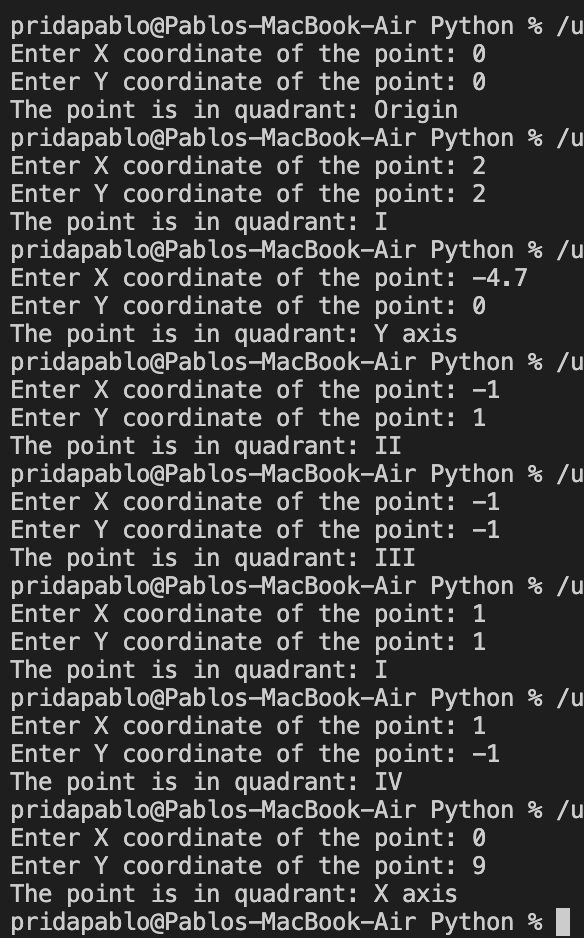 pridapablo@Pablos-MacBook-Air Python % /u
Enter X coordinate of the point: 0
Enter Y coordinate of the point: 0
The point is in quadrant: Origin
pridapablo@Pablos-MacBook-Air Python % /u
Enter X coordinate of the point: 2
Enter Y coordinate of the point: 2
The point is in quadrant: I
pridapablo@Pablos-MacBook-Air Python % /u
Enter X coordinate of the point: -4.7
Enter Y coordinate of the point: 0
The point is in quadrant: Y axis
pridapablo@Pablos-MacBook-Air Python % /u
Enter X coordinate of the point: -1
Enter Y coordinate of the point: 1
The point is in quadrant: II
pridapablo@Pablos-MacBook-Air Python % /u
Enter X coordinate of the point: -1
Enter Y coordinate of the point: -1
The point is in quadrant: III
pridapablo@Pablos-MacBook-Air Python % /u
Enter X coordinate of the point: 1
Enter Y coordinate of the point: 1
The point is in quadrant: I
pridapablo@Pablos-MacBook-Air Python % /u
Enter X coordinate of the point: 1
Enter Y coordinate of the point: -1
The point is in quadrant: IV
pridapablo@Pablos-MacBook-Air Python % /u
Enter X coordinate of the point: 0
Enter Y coordinate of the point: 9
The point is in quadrant: X axis
pridapablo@Pablos-MacBook-Air Python %